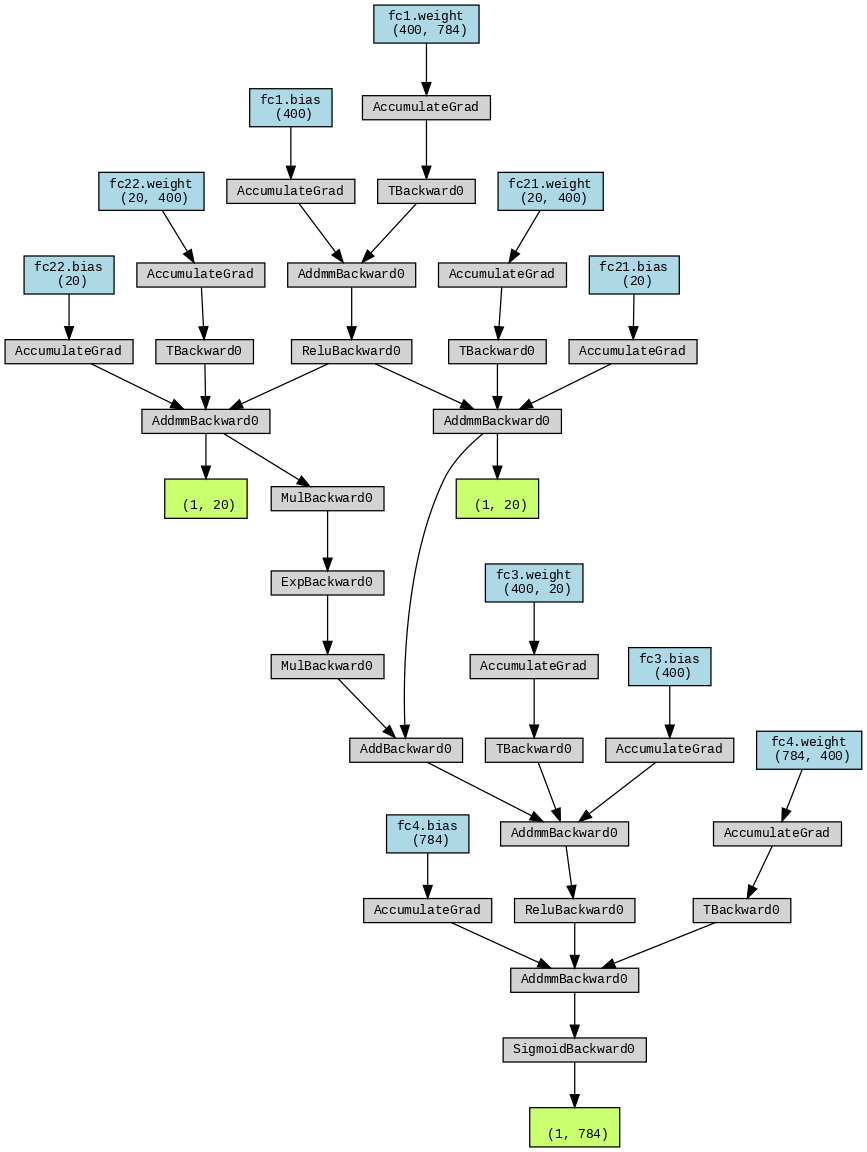 fc1.weight
(400, 784)
fc1.bias
(400)
AccumulateGrad
fc22.weight
(20, 400)
AccumulateGrad
TBackward0
fc21.weight
(20, 400)
fc22.bias
(20)
AccumulateGrad
AddmmBackward0
AccumulateGrad
fc21.bias
(20)
AccumulateGrad
TBackward0
ReluBackward0
TBackward0
AccumulateGrad
AddmmBackward0
AddmmBackward0
(1, 20)
MulBackward0
(1, 20)
ExpBackward0
fc3.weight
(400, 20)
MulBackward0
AccumulateGrad
fc3.bias
(400)
AddBackward0
TBackward0
AccumulateGrad
fc4.weight
(784, 400)
fc4.bias
(784)
AddmmBackward0
AccumulateGrad
AccumulateGrad
ReluBackward0
TBackward0
AddmmBackward0
SigmoidBackward0
(1, 784)